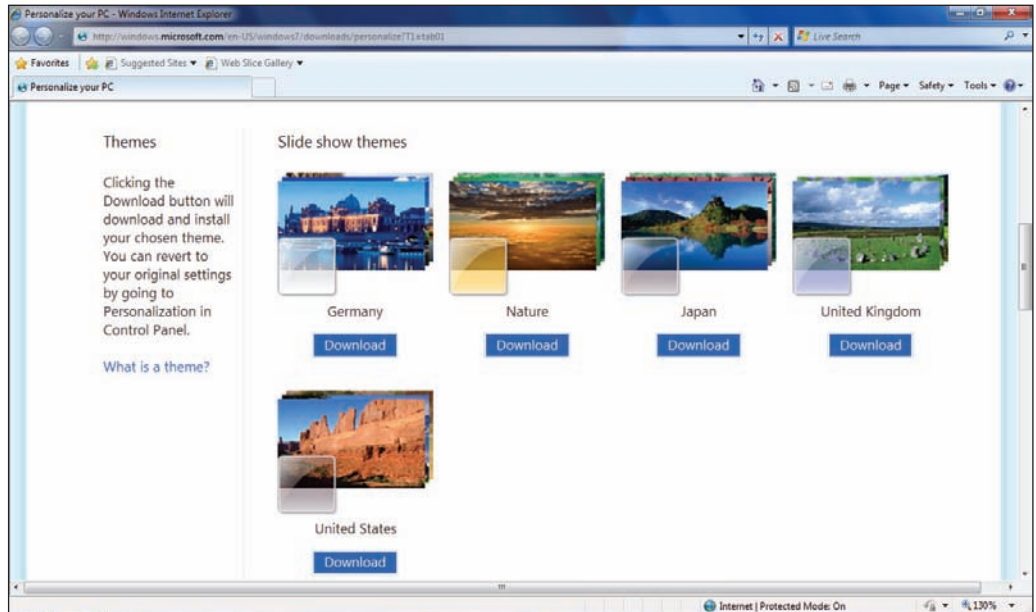 Personalize your PC - Windows Internet Explorer
http://windows.microsoft.com/en-US/windows7/downloads/personalize?T1=tab01
Live Search
Favorites
Suggested Sites
Web Slice Gallery
Personalize your PC
Page
Safety
Tools
Themes
Clicking the
Download button will
download and install
your chosen theme.
You can revert to
your original settings
by going to
Personalization in
Control Panel.
What is a theme?
Slide show themes
Germany
Nature
Japan
United Kingdom
Download
Download
Download
Download
United States
Download
Internet | Protected Mode: On
130%